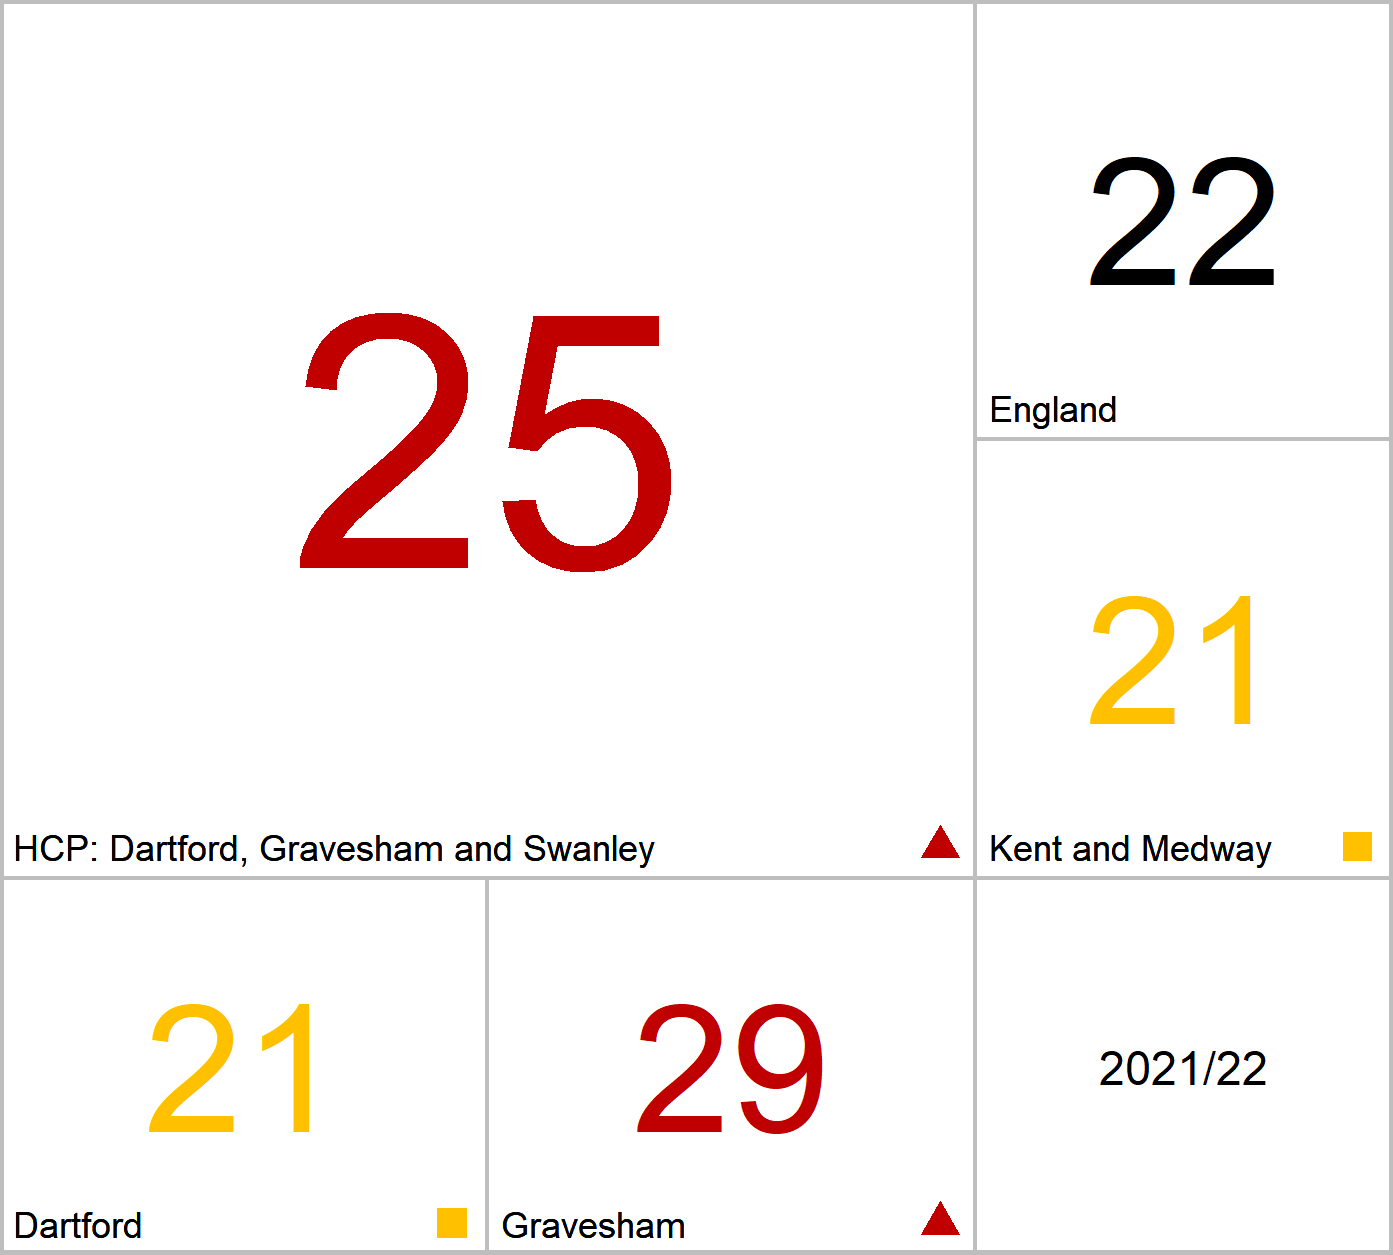 25
HCP: Dartford, Gravesham and Swanley
22
England
21
Kent and Medway
21
Dartford
29
Gravesham
2021/22